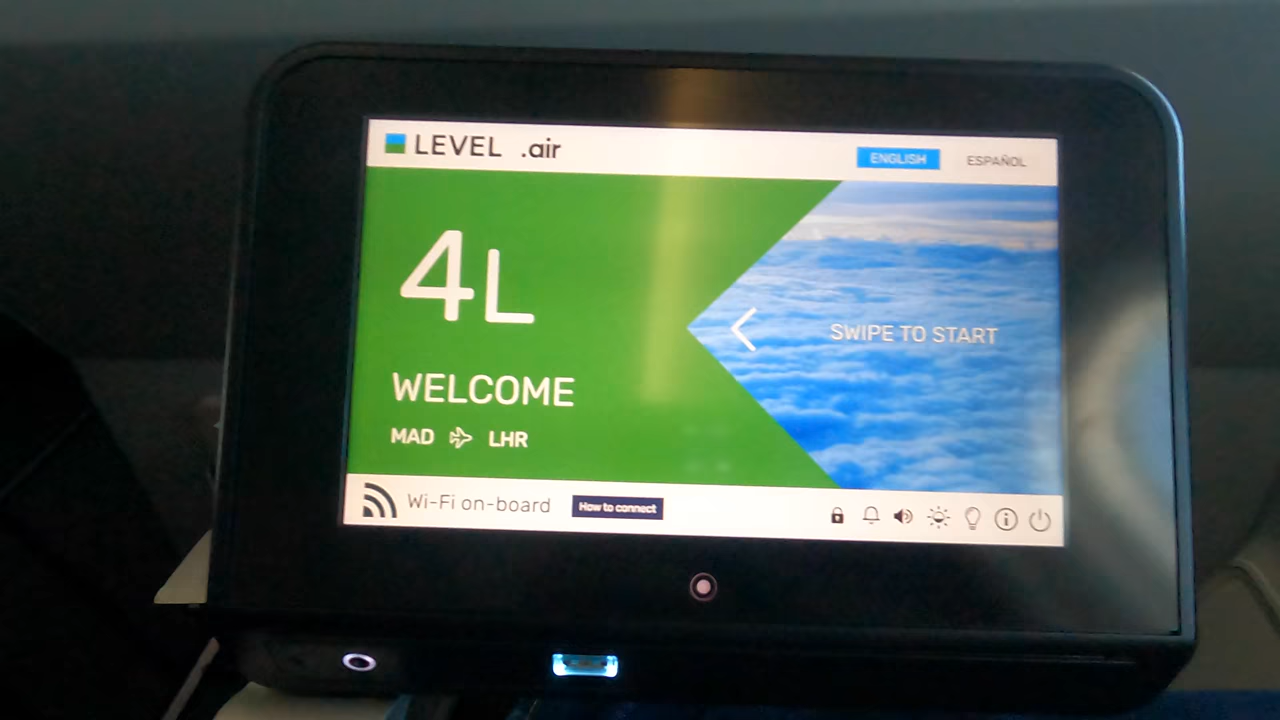 LEVEL .air
ENGLISH ESPAÑOL
4L
SWIPE TO START
WELCOME
MAD LHR
Wi-Fi on-board How to connect